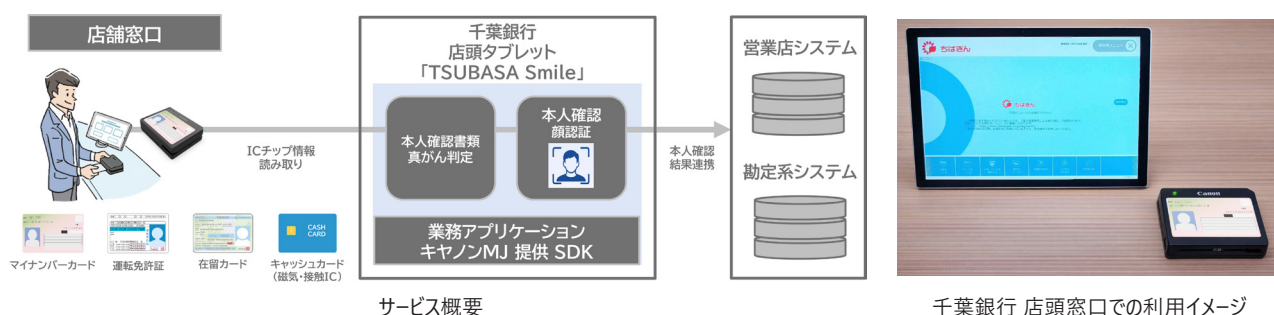 店舗窓口
ICチップ情報
読み取り
マイナンバーカード
運転免許証
在留カード
CASH
CARD
キャッシュカード
(磁気・接触IC)
千葉銀行
店頭タブレット
「TSUBASA Smile」
本人確認書類
真がん判定
本人確認
顔認証
業務アプリケーション
キヤノンMJ 提供 SDK
本人確認
結果連携
営業店システム
勘定系システム
サービス概要
ちばぎん
ちばぎん
Canon
千葉銀行 店頭窓口での利用イメージ